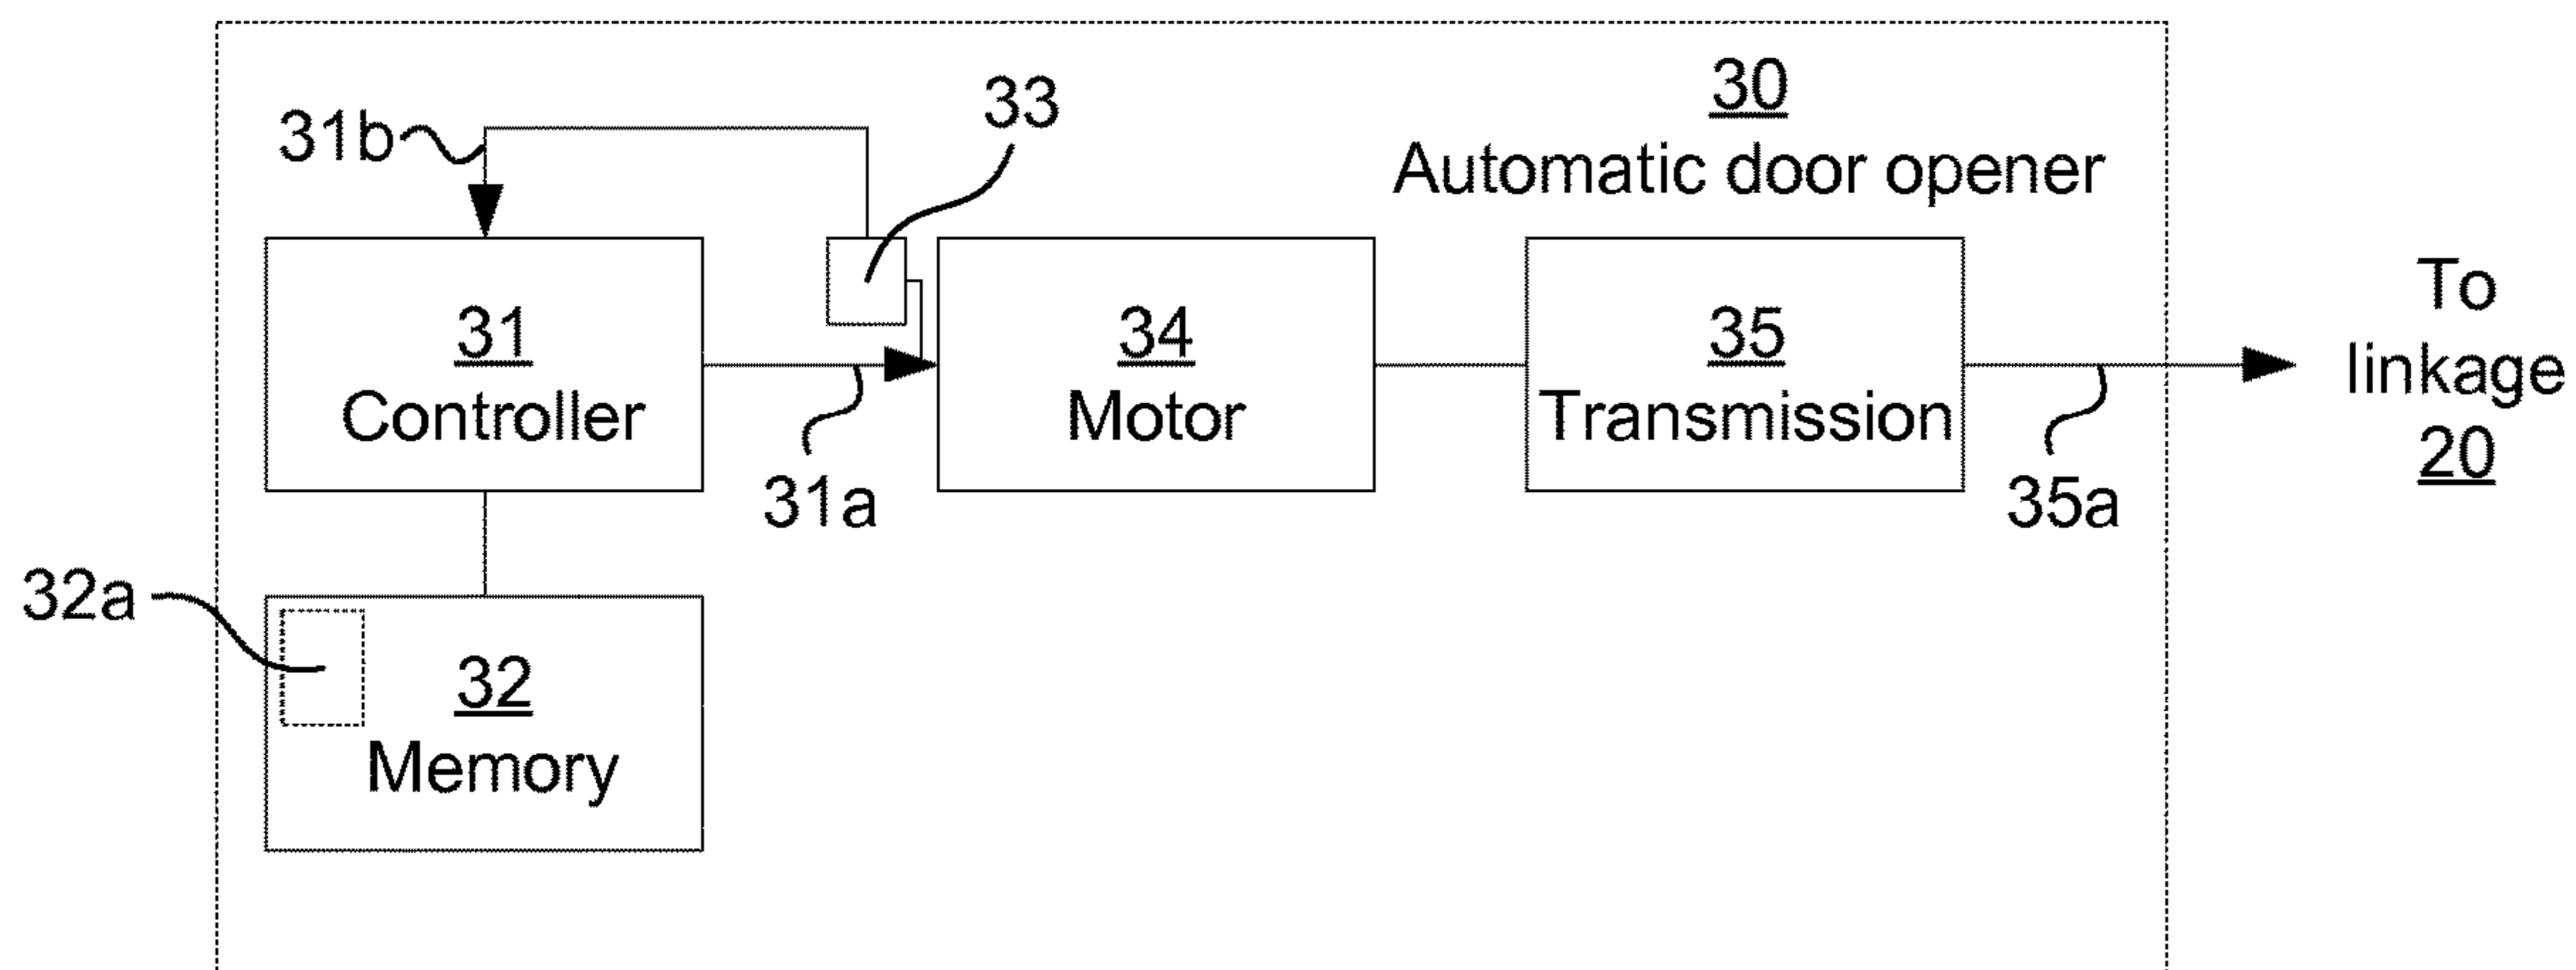 30
Automatic door opener
33
31b
31
Controller
31a
34
Motor
35
Transmission
35a
To
linkage
20
32a
32
Memory